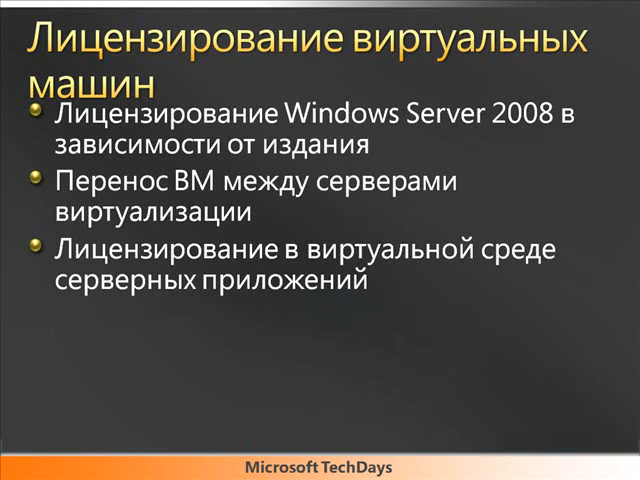 Лицензирование виртуальных
машин
Лицензирование Windows Server 2008 в
зависимости от издания
Перенос ВМ между серверами
виртуализации
Лицензирование в виртуальной среде
серверных приложений
Microsoft TechDays